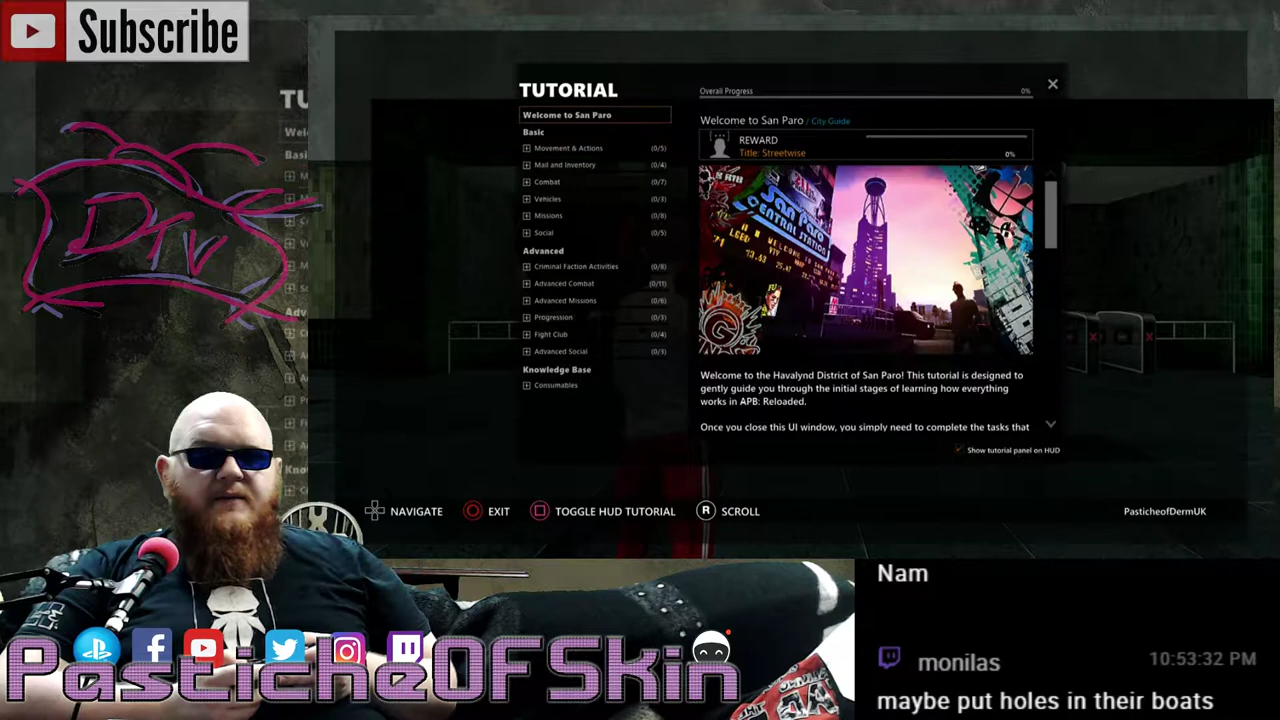 Subscribe
DTV
TUTORIAL
Welcome to San Paro
Basic
Movement & Actions (0/5)
Mail and Inventory (0/4)
Combat (0/7)
Vehicles (0/3)
Missions (0/8)
Social (0/5)
Advanced
Criminal Faction Activities (0/8)
Advanced Combat (0/11)
Advanced Missions (0/6)
Progression (0/3)
Fight Club (0/4)
Advanced Social (0/3)
Knowledge Base
Consumables
Overall Progress 0%
Welcome to San Paro / City Guide
REWARD
Title: Streetwise
0%
San Paro
CENTRAL STATION
Welcome to the Havalynd District of San Paro! This tutorial is designed to
gently guide you through the initial stages of learning how everything
works in APB: Reloaded.
Once you close this UI window, you simply need to complete the tasks that
Show tutorial panel on HUD
NAVIGATE
EXIT
TOGGLE HUD TUTORIAL
R SCROLL
PasticheofDermUK
PasticheOFSkin
Nam
monilas 10:53:32 PM
maybe put holes in their boats